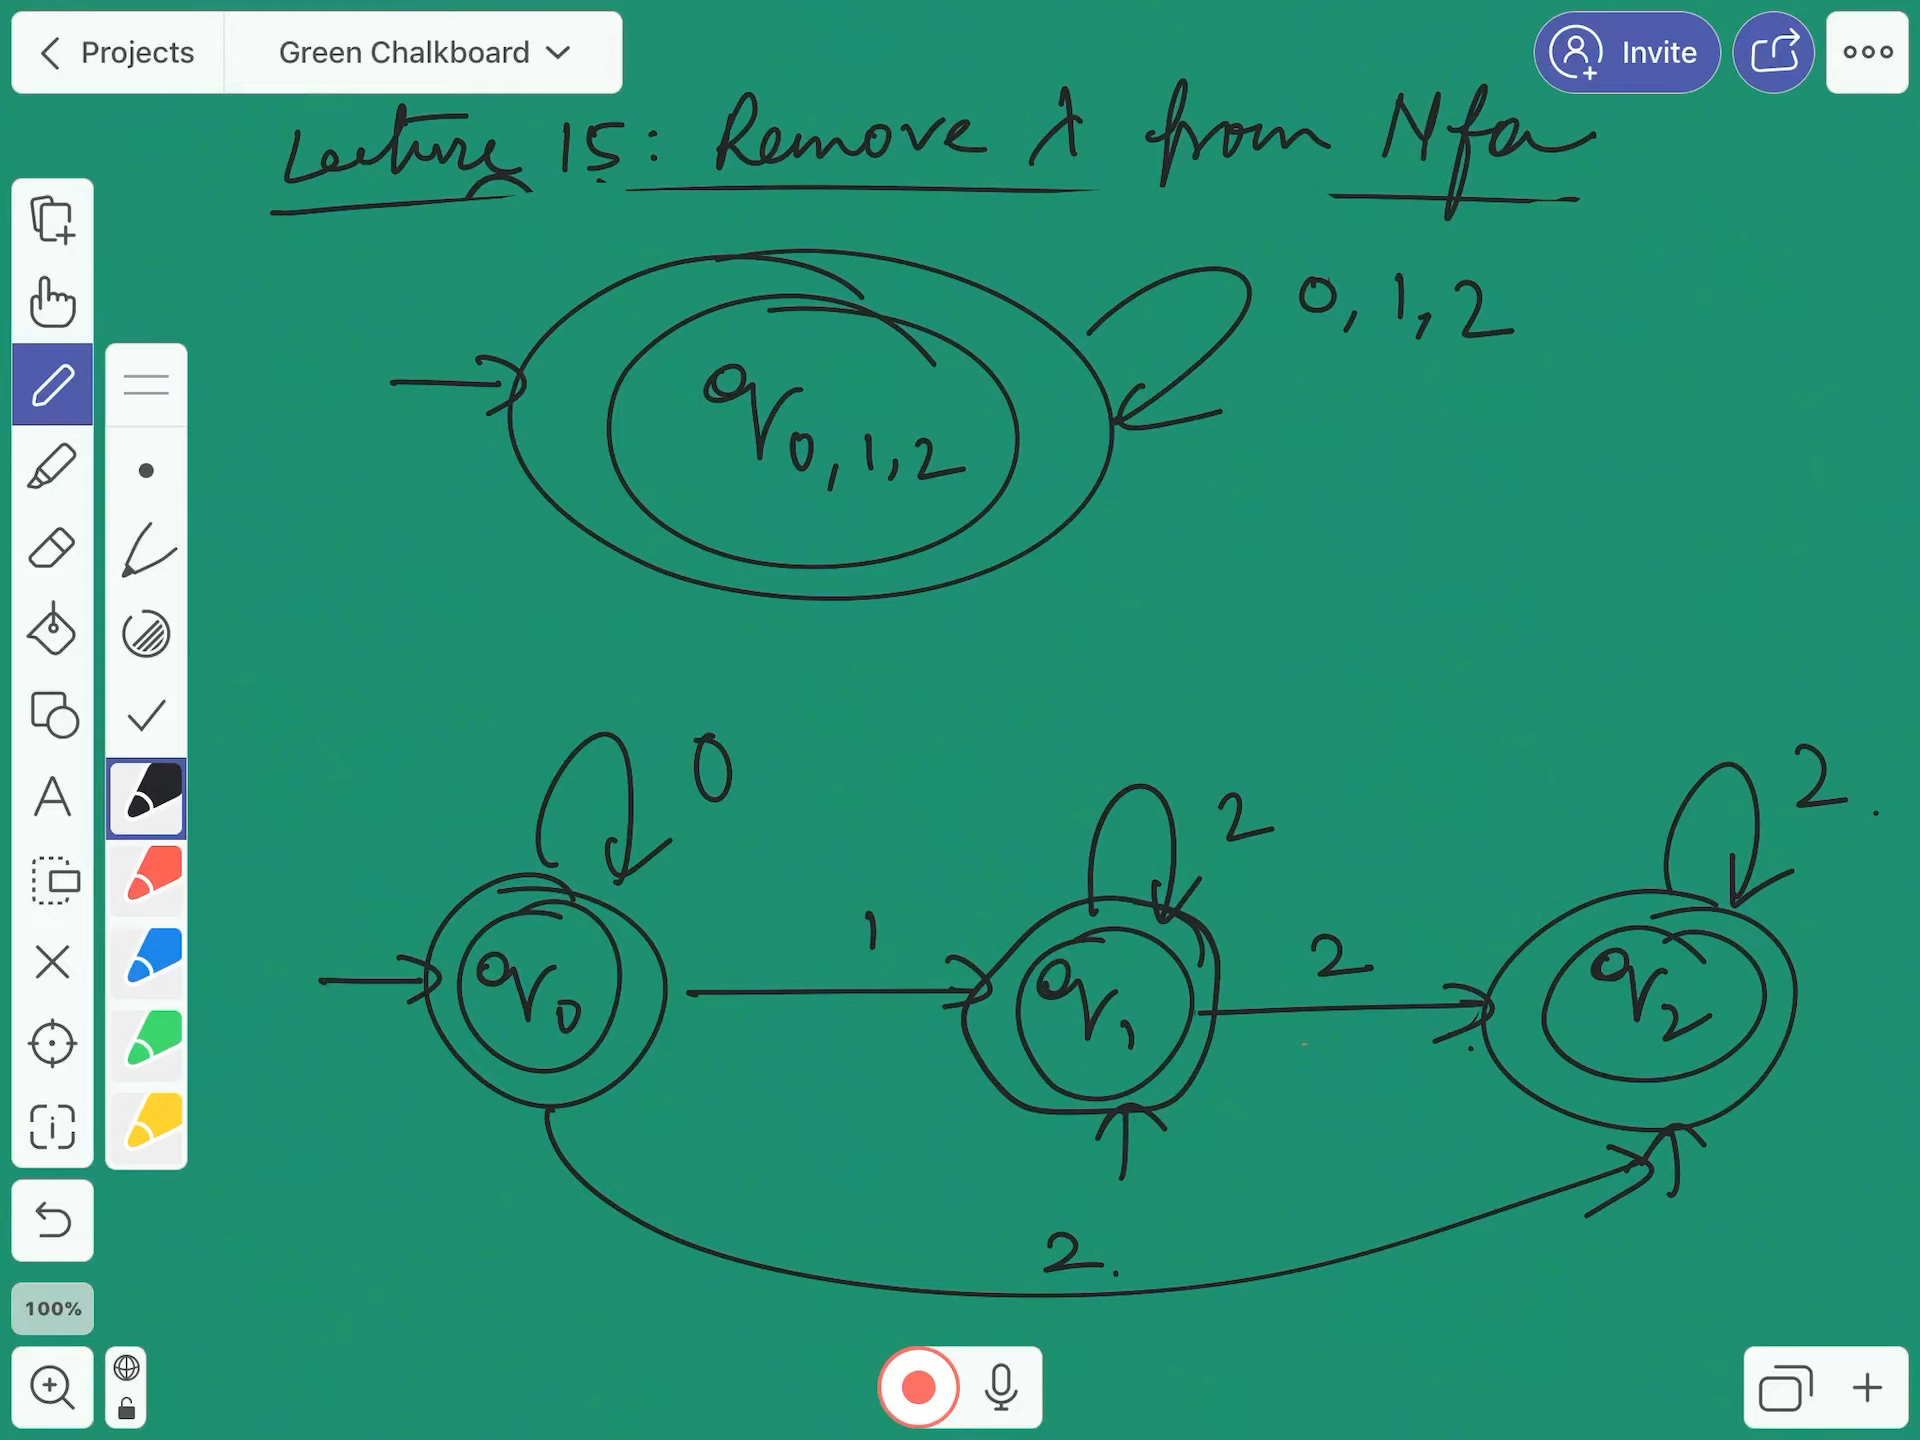 Projects
Green Chalkboard
Invite
Lecture 15: Remove λ from Nfa
0, 1, 2
q0, 1, 2
0
2
2.
1
2
q0
q1
q2
2.
A
100%